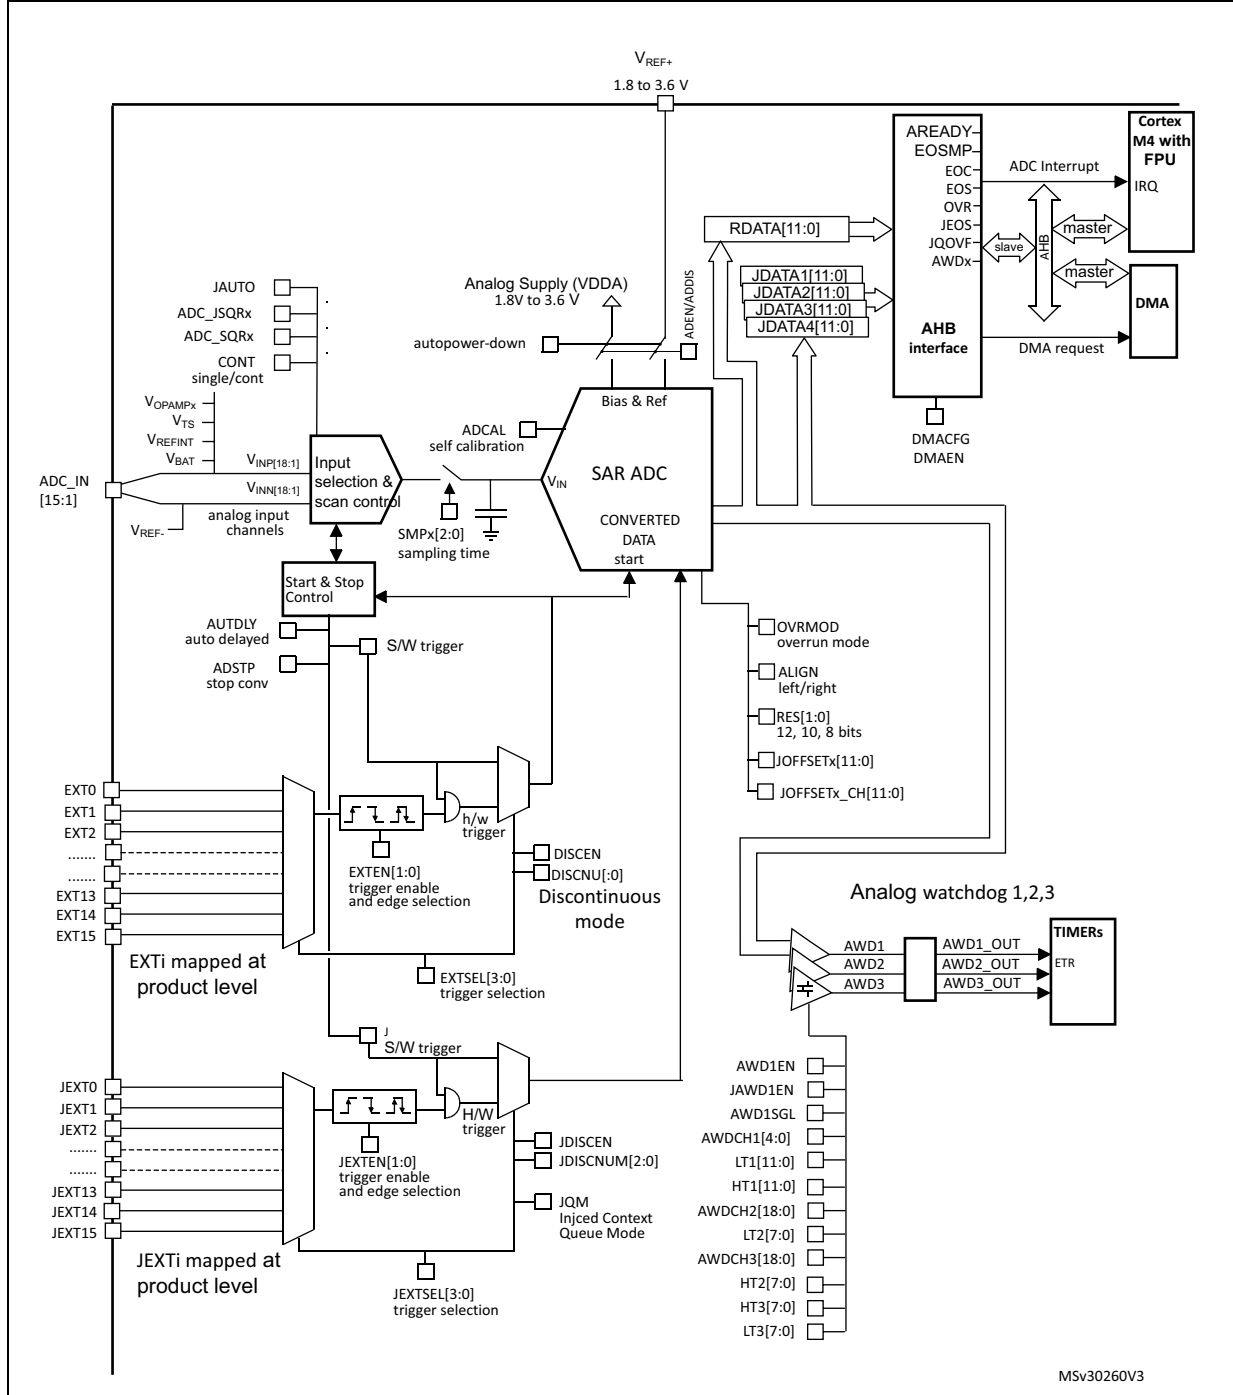 VREF+
1.8 to 3.6 V
AREADY
EOSMP
EOC
EOS
OVR
JEOS
JQOVF
AWDx
AHB
interface
ADC Interrupt
Cortex
M4 with
FPU
IRQ
slave
AHB
master
master
DMA
DMA request
DMACFG
DMAEN
RDATA[11:0]
JDATA1[11:0]
JDATA2[11:0]
JDATA3[11:0]
JDATA4[11:0]
Analog Supply (VDDA)
1.8V to 3.6 V
ADEN/ADDIS
autopower-down
JAUTO
ADC_JSQRx
ADC_SQRx
CONT
single/cont
VOPAMPx
VTS
VREFINT
VBAT
ADC_IN
[15:1]
VINP[18:1]
VINN[18:1]
analog input
channels
VREF-
Input
selection &
scan control
ADCAL
self calibration
SMPx[2:0]
sampling time
Bias & Ref
SAR ADC
VIN
CONVERTED
DATA
start
Start & Stop
Control
AUTDLY
auto delayed
ADSTP
stop conv
S/W trigger
OVRMOD
overrun mode
ALIGN
left/right
RES[1:0]
12, 10, 8 bits
JOFFSETx[11:0]
JOFFSETx_CH[11:0]
EXT0
EXT1
EXT2
.......
.......
EXT13
EXT14
EXT15
EXTi mapped at
product level
h/w
trigger
EXTEN[1:0]
trigger enable
and edge selection
DISCEN
DISCNU[:0]
Discontinuous
mode
EXTSEL[3:0]
trigger selection
Analog watchdog 1,2,3
AWD1
AWD2
AWD3
AWD1_OUT
AWD2_OUT
AWD3_OUT
TIMERs
ETR
J
S/W trigger
JEXT0
JEXT1
JEXT2
.......
.......
JEXT13
JEXT14
JEXT15
JEXTi mapped at
product level
H/W
trigger
JEXTEN[1:0]
trigger enable
and edge selection
JDISCEN
JDISCNUM[2:0]
JQM
Injced Context
Queue Mode
JEXTSEL[3:0]
trigger selection
AWD1EN
JAWD1EN
AWD1SGL
AWDCH1[4:0]
LT1[11:0]
HT1[11:0]
AWDCH2[18:0]
LT2[7:0]
AWDCH3[18:0]
HT2[7:0]
HT3[7:0]
LT3[7:0]
MSv30260V3